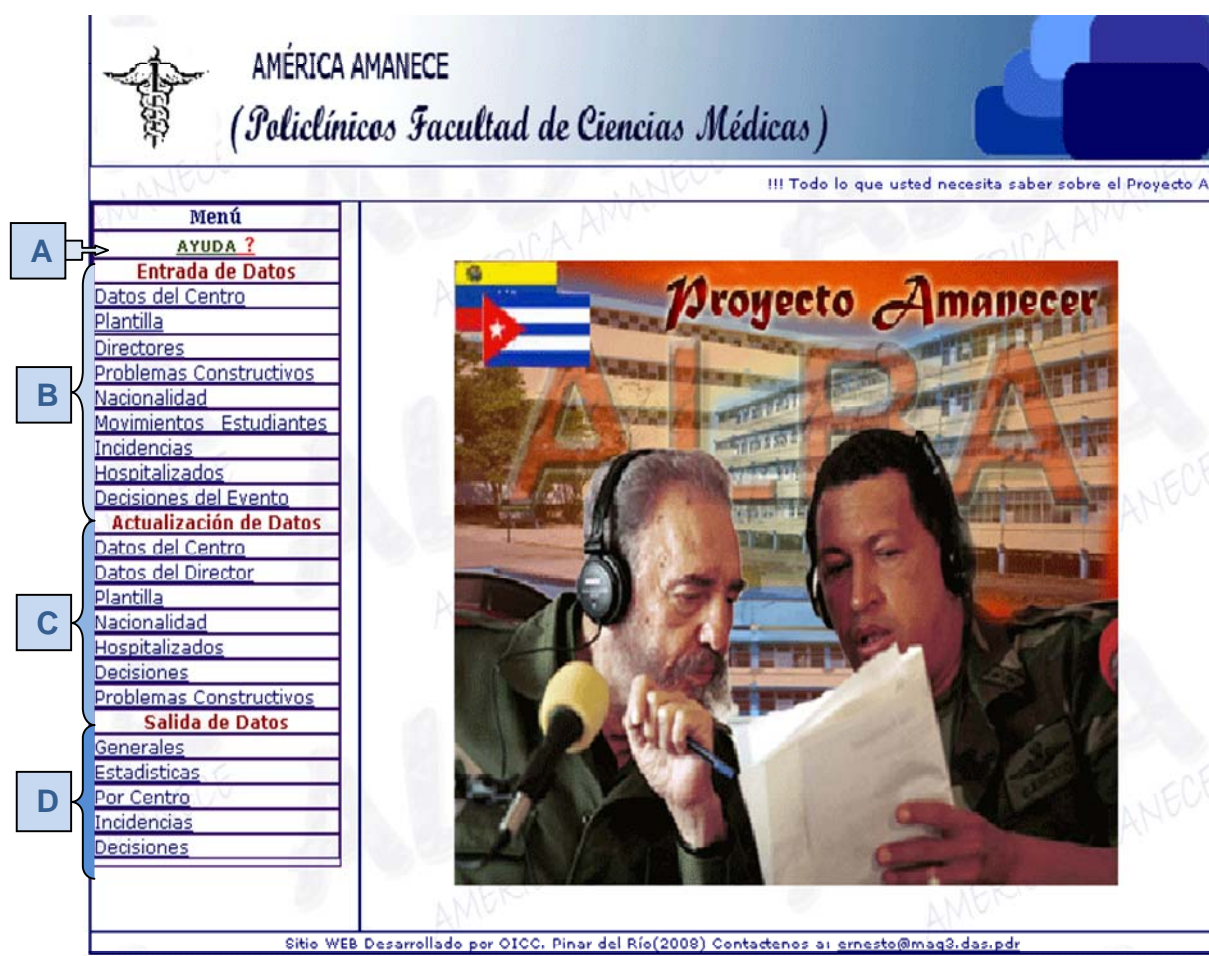 AMÉRICA AMANECE
(Policlínicos Facultad de Ciencias Médicas)
!!! Todo lo que usted necesita saber sobre el Proyecto A
Menú
A
AYUDA ?
B
Entrada de Datos
Datos del Centro
Plantilla
Directores
Problemas Constructivos
Nacionalidad
Movimientos Estudiantes
Incidencias
Hospitalizados
Decisiones del Evento
C
Actualización de Datos
Datos del Centro
Datos del Director
Plantilla
Nacionalidad
Hospitalizados
Decisiones
Problemas Constructivos
D
Salida de Datos
Generales
Estadisticas
Por Centro
Incidencias
Decisiones
Proyecto Amanecer
ALBA
Sitio WEB Desarrollado por OICC. Pinar del Río(2008) Contactenos a: ernesto@maq3.das.pdr